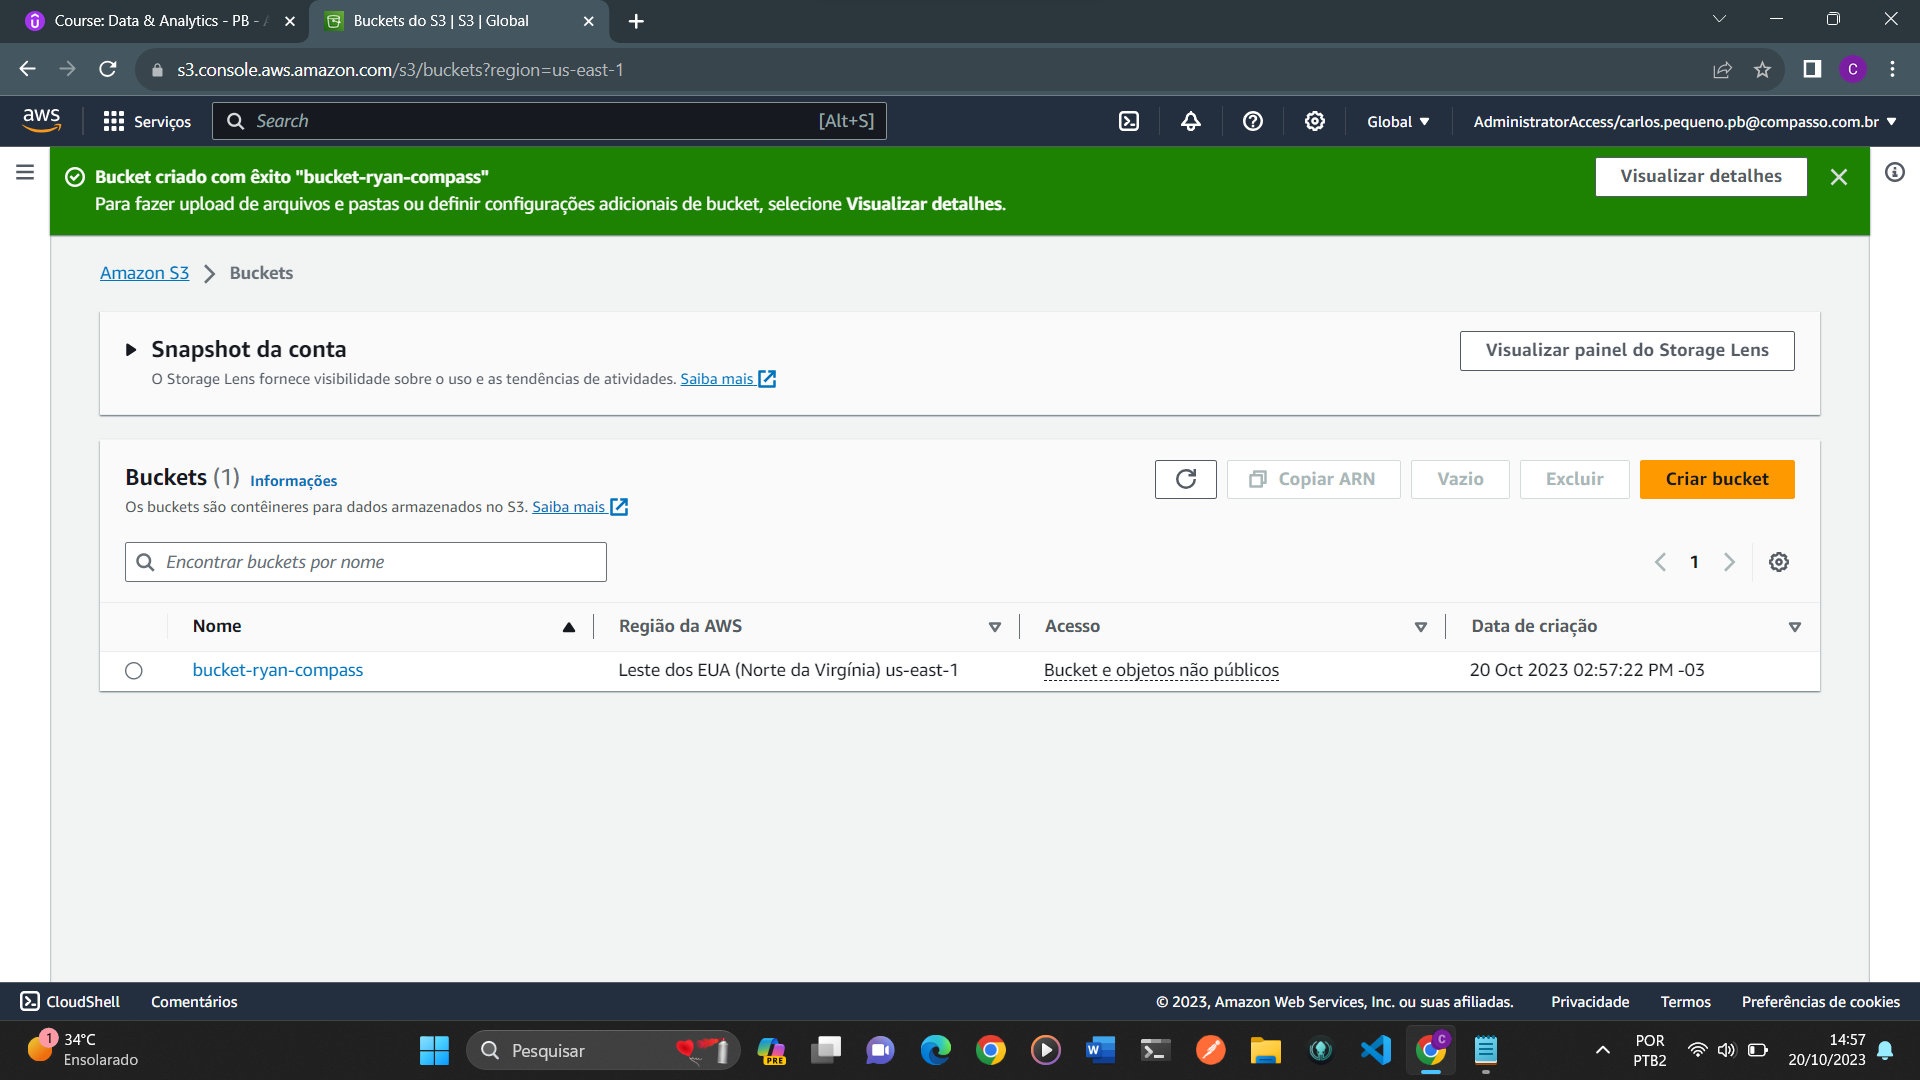 Course: Data & Analytics - PB -
Buckets do S3 | S3 | Global
s3.console.aws.amazon.com/s3/buckets?region=us-east-1
C
aws
Serviços
Search
[Alt+S]
Global
AdministratorAccess/carlos.pequeno.pb@compasso.com.br
Bucket criado com êxito "bucket-ryan-compass"
Para fazer upload de arquivos e pastas ou definir configurações adicionais de bucket, selecione Visualizar detalhes.
Visualizar detalhes
Amazon S3 > Buckets
Snapshot da conta
O Storage Lens fornece visibilidade sobre o uso e as tendências de atividades. Saiba mais
Visualizar painel do Storage Lens
Buckets (1) Informações
Os buckets são contêineres para dados armazenados no S3. Saiba mais
Copiar ARN
Vazio
Excluir
Criar bucket
Encontrar buckets por nome
1
Nome Região da AWS Acesso Data de criação
bucket-ryan-compass Leste dos EUA (Norte da Virgínia) us-east-1 Bucket e objetos não públicos 20 Oct 2023 02:57:22 PM -03
CloudShell
Comentários
© 2023, Amazon Web Services, Inc. ou suas afiliadas.
Privacidade
Termos
Preferências de cookies
1
34°C
Ensolarado
Pesquisar
PRE
W
C
POR
PTB2
14:57
20/10/2023